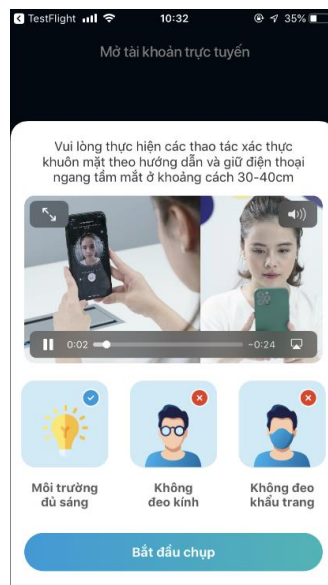 TestFlight 10:32 35%
Mở tài khoản trực tuyến
Vui lòng thực hiện các thao tác xác thực
khuôn mặt theo hướng dẫn và giữ điện thoại
ngang tầm mắt ở khoảng cách 30-40cm
0:02 -0:24
Môi trường
đủ sáng
Không
đeo kính
Không đeo
khẩu trang
Bắt đầu chụp